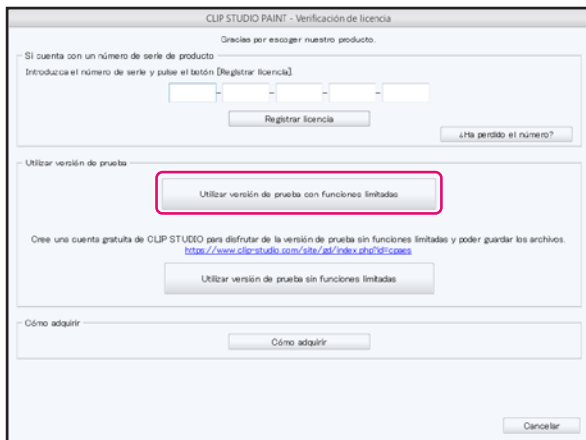 CLIP STUDIO PAINT - Verificación de licencia
Gracias por escoger nuestro producto.
Si cuenta con un número de serie de producto
Introduzca el número de serie y pulse el botón [Registrar licencia].
- - - -
Registrar licencia
¿Ha perdido el número?
Utilizar versión de prueba
Utilizar versión de prueba con funciones limitadas
Cree una cuenta gratuita de CLIP STUDIO para disfrutar de la versión de prueba sin funciones limitadas y poder guardar los archivos.
https://www.clip-studio.com/site/gd/index.php?id=cpaes
Utilizar versión de prueba sin funciones limitadas
Cómo adquirir
Cómo adquirir
Cancelar